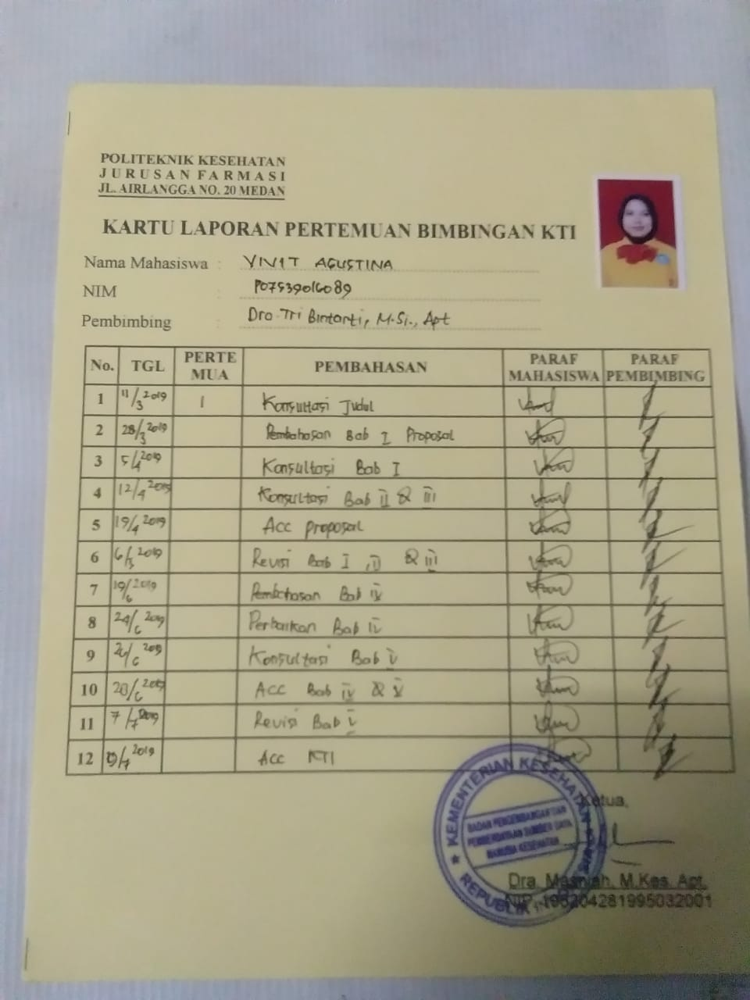 POLITEKNIK KESEHATAN
JURUSAN FARMASI
JL. AIRLANGGA NO. 20 MEDAN
KARTU LAPORAN PERTEMUAN BIMBINGAN KTI
Nama Mahasiswa : VIVIT AGUSTINA
NIM : P07539016089
Pembimbing : Dra. Tri Bintarti, M.Si., Apt
No. TGL PERTE MUA PEMBAHASAN PARAF MAHASISWA PARAF PEMBIMBING
1 11/3 2019 1 Konsultasi Judul
2 28/3 2019 Pembahasan Bab I Proposal
3 5/4 2019 Konsultasi Bab I
4 12/4 2019 Konsultasi Bab II & III
5 19/4 2019 Acc Proposal
6 6/5 2019 Revisi Bab I, II & III
7 19/6 2019 Pembahasan Bab IV
8 24/6 2019 Perbaikan Bab IV
9 26/6 2019 Konsultasi Bab V
10 28/6 2019 Acc Bab IV & V
11 7/7 2019 Revisi Bab V
12 2019 Acc KTI
Ketua,
KEMENTERIAN KESEHATAN
BADAN PENGEMBANGAN DAN
PEMBERDAYAAN SUMBER DAYA
MANUSIA KESEHATAN
REPUBLIK
Dra. Masniah, M.Kes. Apt.
NIP. 196204281995032001